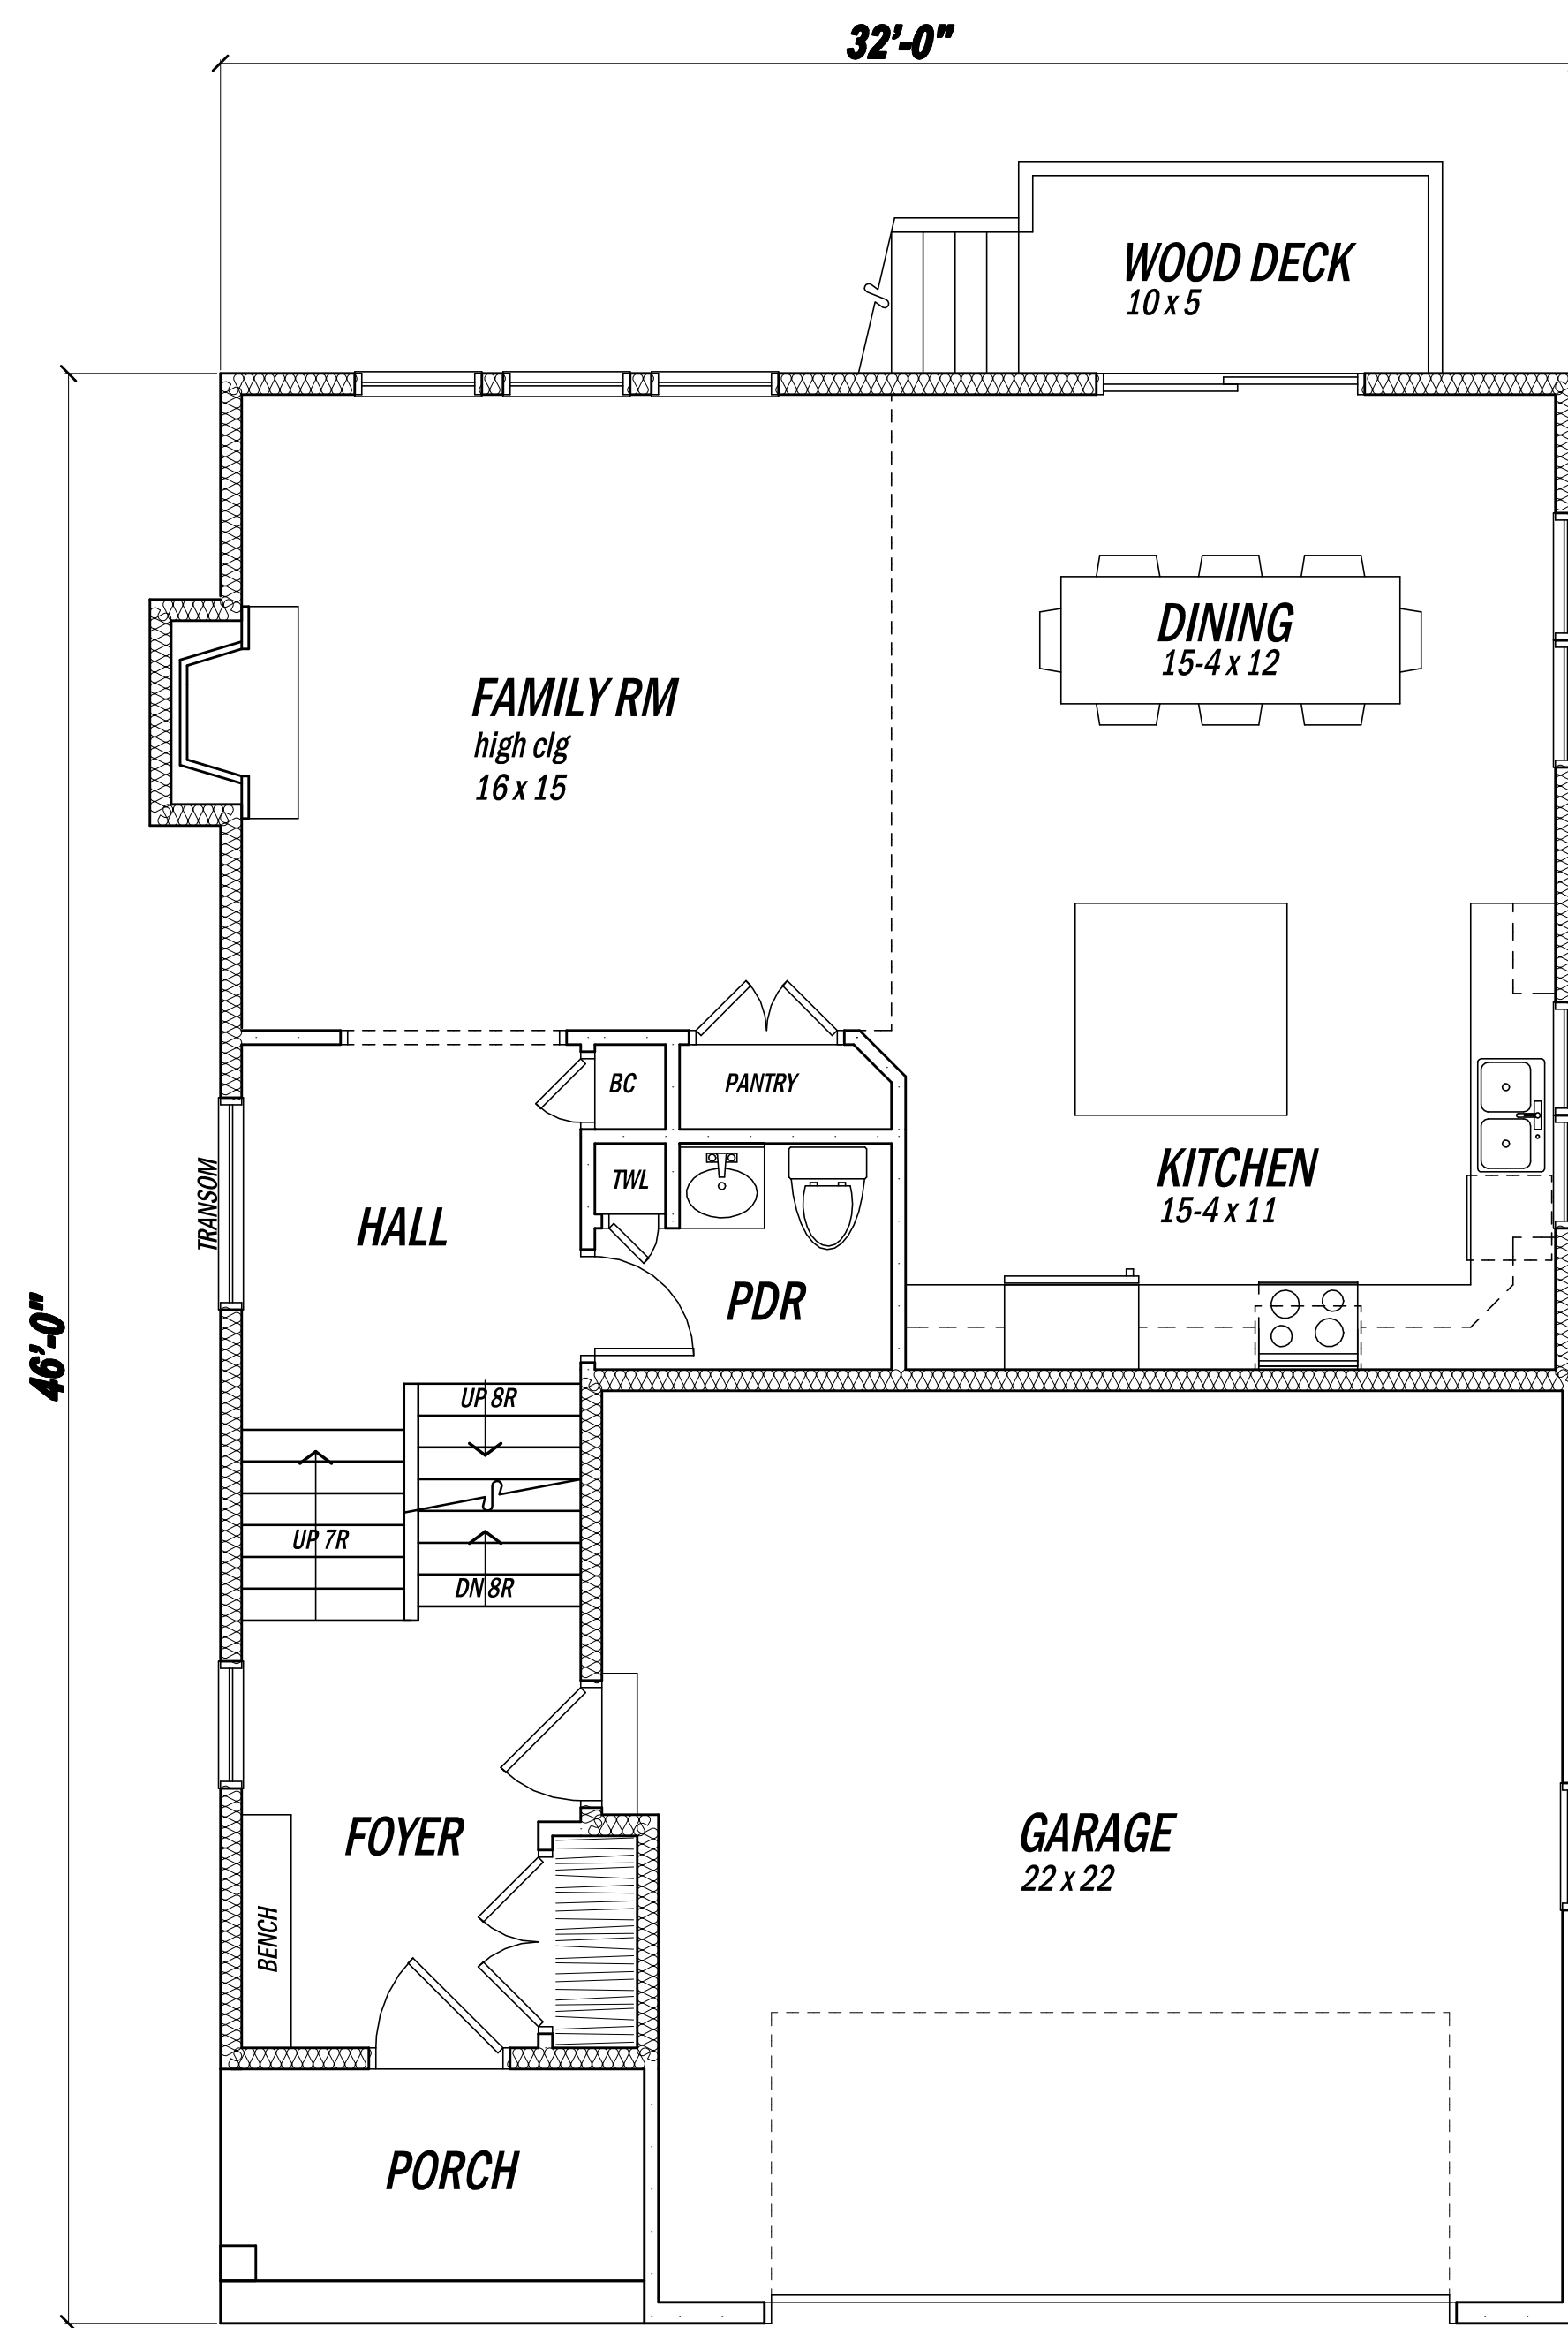 32'-0"
WOOD DECK
10 x 5
DINING
15-4 x 12
FAMILY RM
high clg
16 x 15
BC
PANTRY
TWL
KITCHEN
15-4 x 11
TRANSOM
HALL
PDR
46'-0"
UP 8R
UP 7R
DN 8R
FOYER
GARAGE
22 x 22
BENCH
PORCH